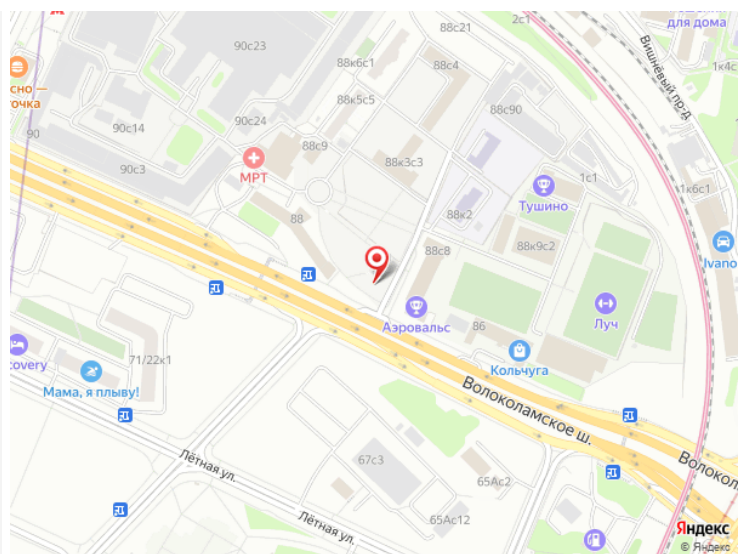 88с21
2с1
шения
для дома
90с23
88к6с1
88с4
Вишнёвый пр-д
1к4с
сно —
точка
88к5с5
88с90
90
90с14
90с24
88с9
90с3
88к3с3
1с1
МРТ
1к6с1
Тушино
88
88к2
88к9с2
88с8
Ivano
Аэровальс
86
Луч
71/22к1
covery
Кольчуга
Мама, я плыву!
Волоколамское ш.
Волокол
67с3
Лётная ул.
65Ас2
Лётная ул.
65Ас12
Яндекс
© Яндекс